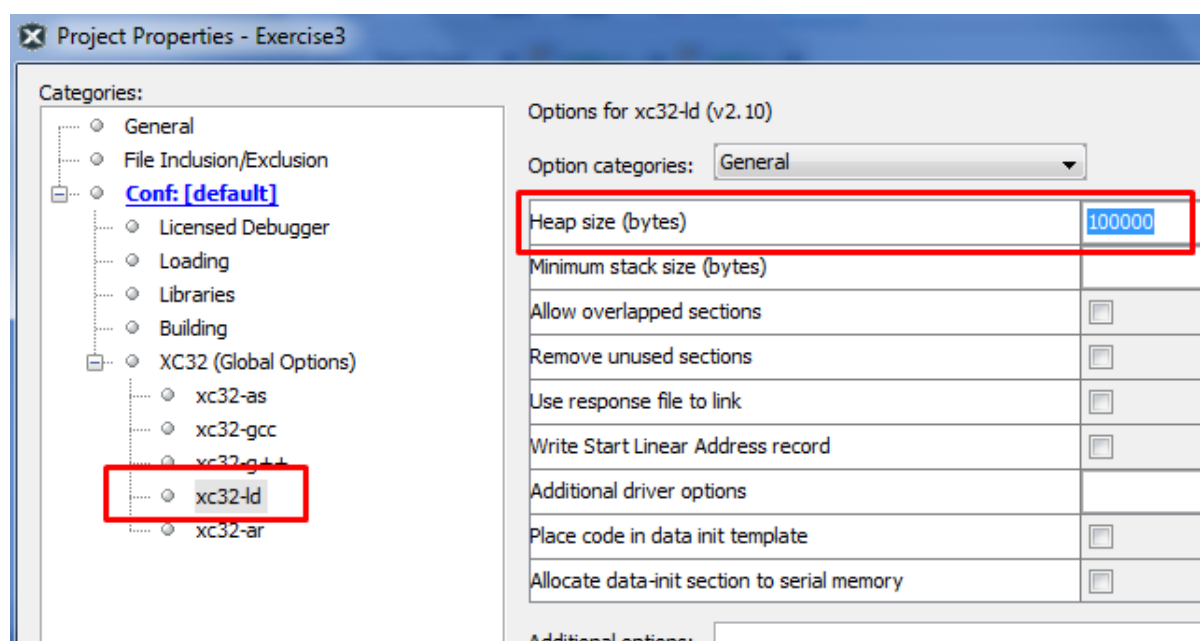 Project Properties - Exercise3
Categories:
General
File Inclusion/Exclusion
Conf: [default]
Licensed Debugger
Loading
Libraries
Building
XC32 (Global Options)
xc32-as
xc32-gcc
xc32-g++
xc32-ld
xc32-ar
Options for xc32-ld (v2.10)
Option categories: General
Heap size (bytes) 100000
Minimum stack size (bytes)
Allow overlapped sections
Remove unused sections
Use response file to link
Write Start Linear Address record
Additional driver options
Place code in data init template
Allocate data-init section to serial memory
Additional options: